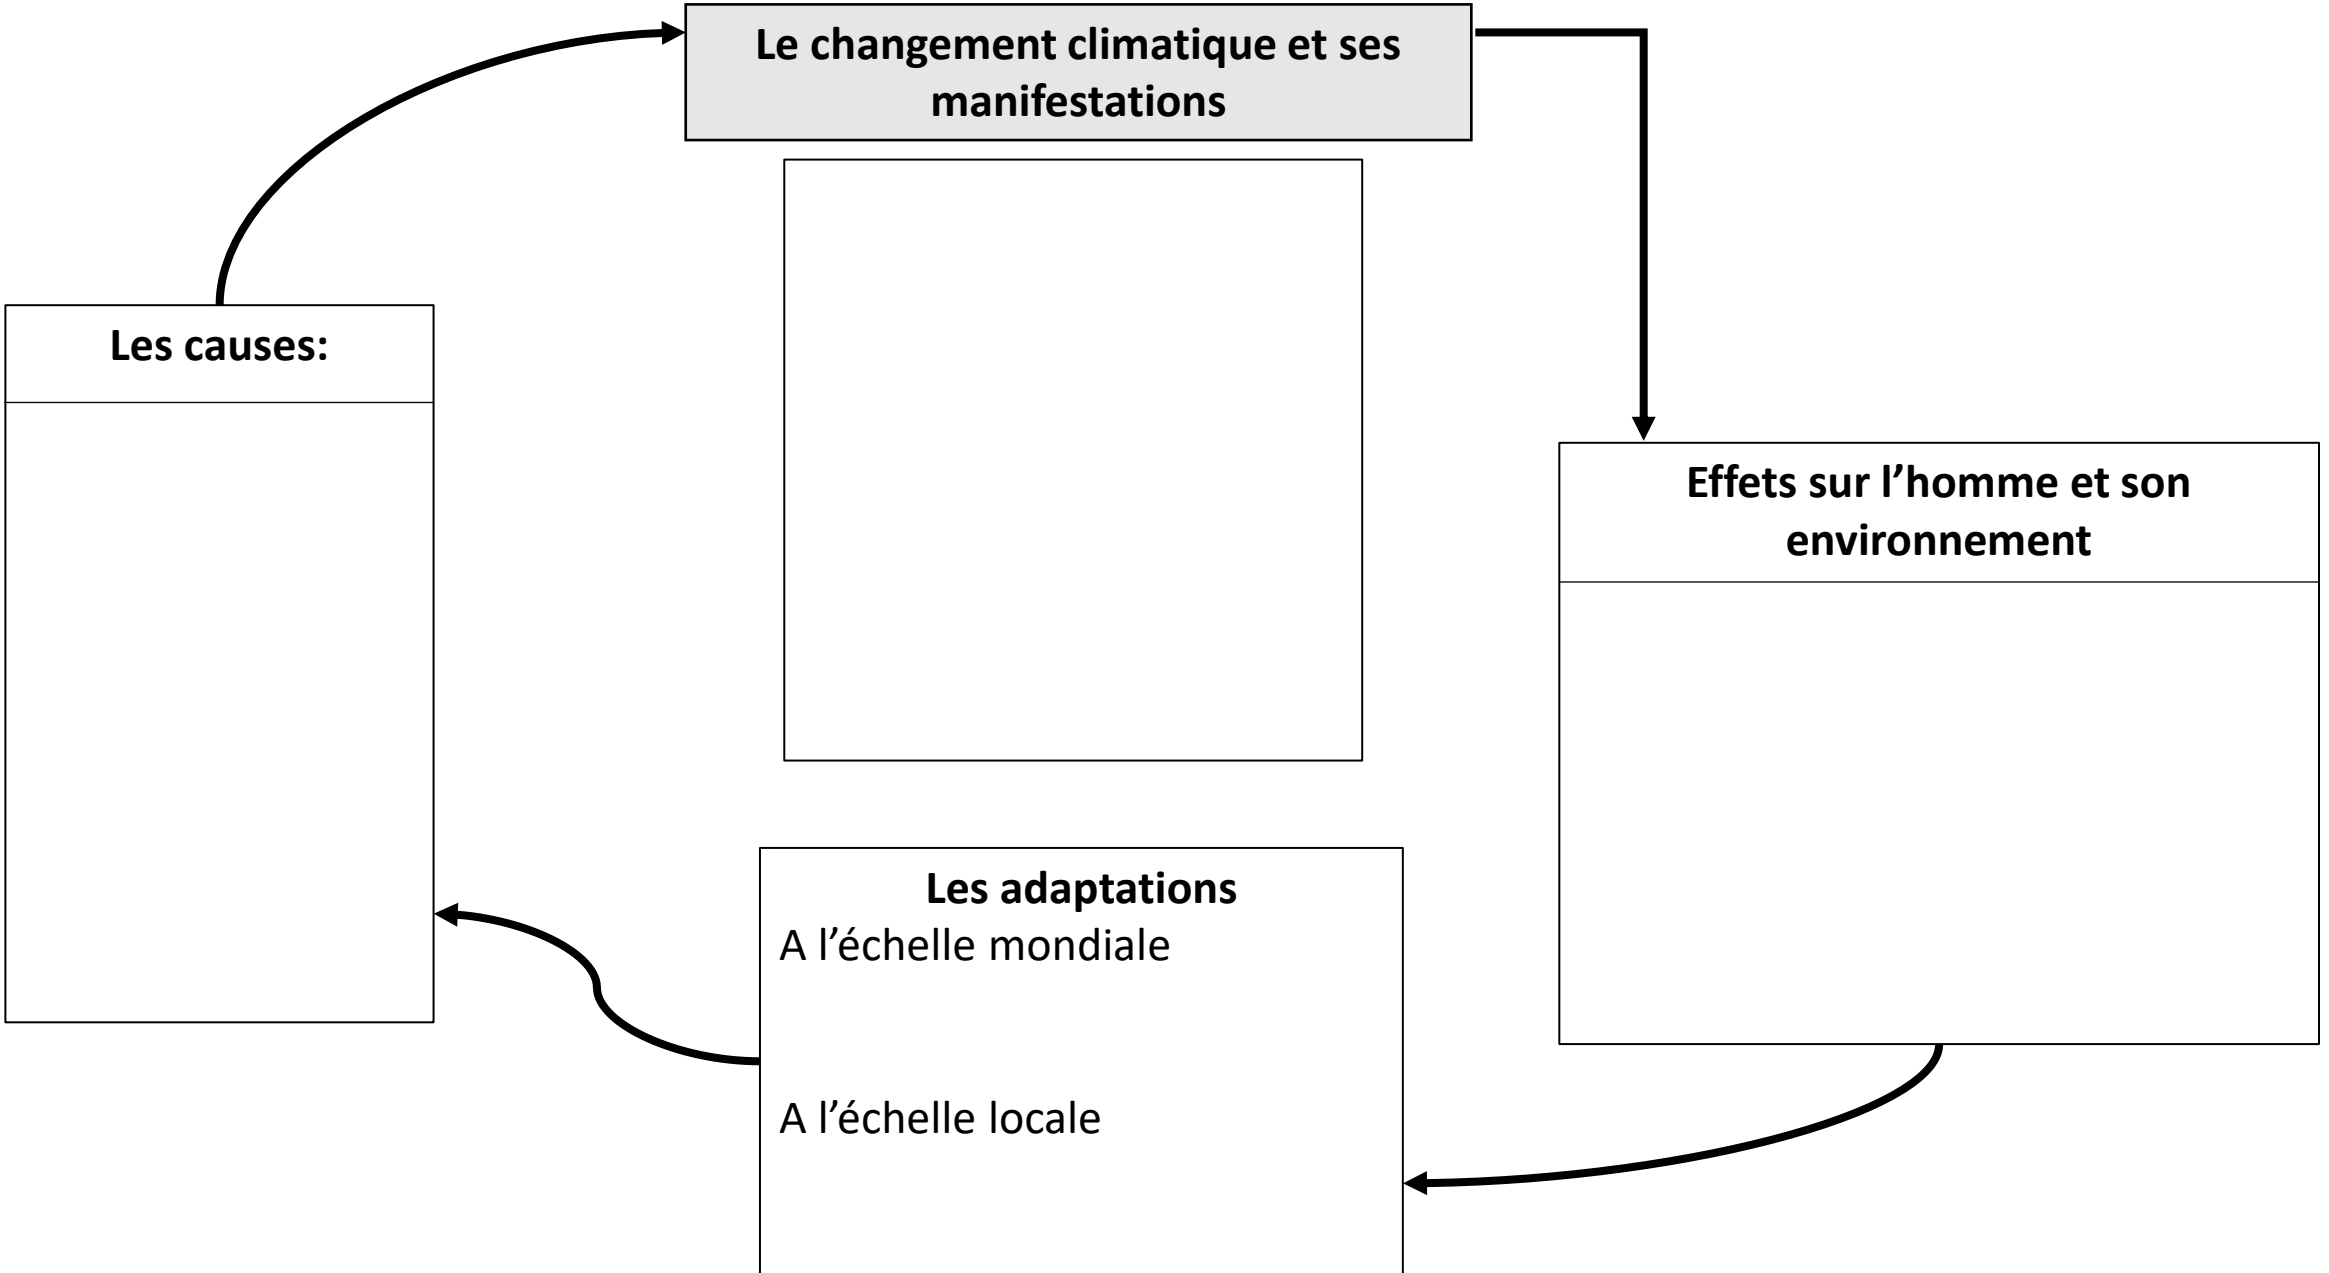 Le changement climatique et ses
manifestations
Les causes:
Effets sur l’homme et son
environnement
Les adaptations
A l’échelle mondiale
A l’échelle locale